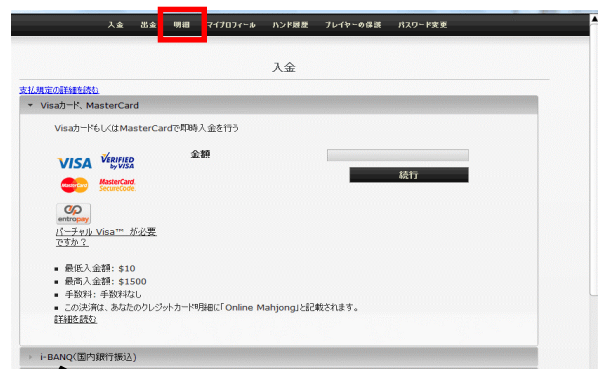 入金 出金 明細 マイプロフィール ハンド履歴 プレイヤーの保護 パスワード変更
入金
支払規定の詳細を読む
Visaカード、MasterCard
VisaカードもしくはMasterCardで即時入金を行う
金額
VISA VERIFIED by VISA
続行
MasterCard MasterCard. SecureCode.
entropay
バーチャル Visa™ が必要
ですか?
最低入金額: $10
最高入金額: $1500
手数料: 手数料なし
この決済は、あなたのクレジットカード明細に「Online Mahjong」と記載されます。
詳細を読む
i-BANQ(国内銀行振込)